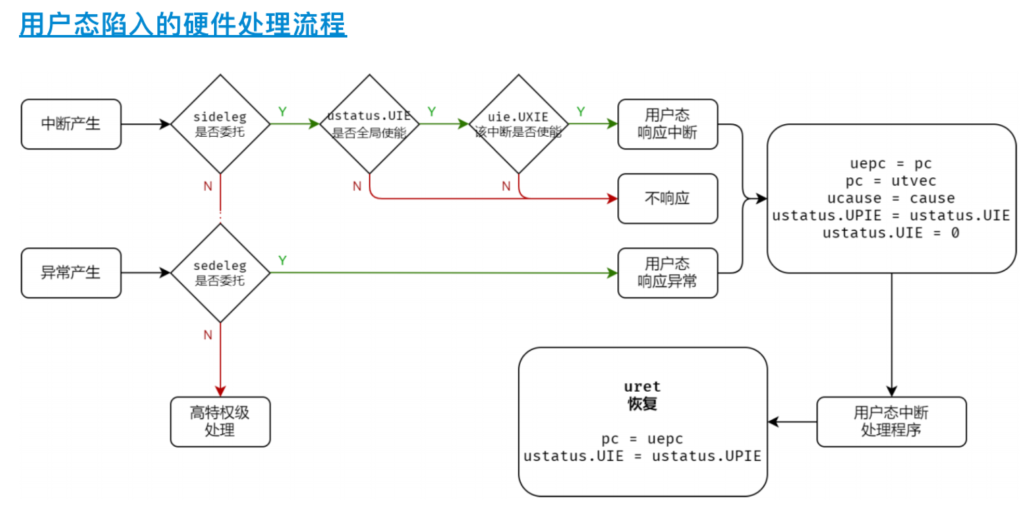 用户态陷入的硬件处理流程
中断产生
sideleg
是否委托
Y
ustatus.UIE
是否全局使能
Y
uie.UXIE
该中断是否使能
Y
用户态
响应中断
N
N
N
不响应
uepc = pc
pc = utvec
ucause = cause
ustatus.UPIE = ustatus.UIE
ustatus.UIE = 0
异常产生
sedeleg
是否委托
Y
用户态
响应异常
N
高特权级
处理
uret
恢复
pc = uepc
ustatus.UIE = ustatus.UPIE
用户态中断
处理程序